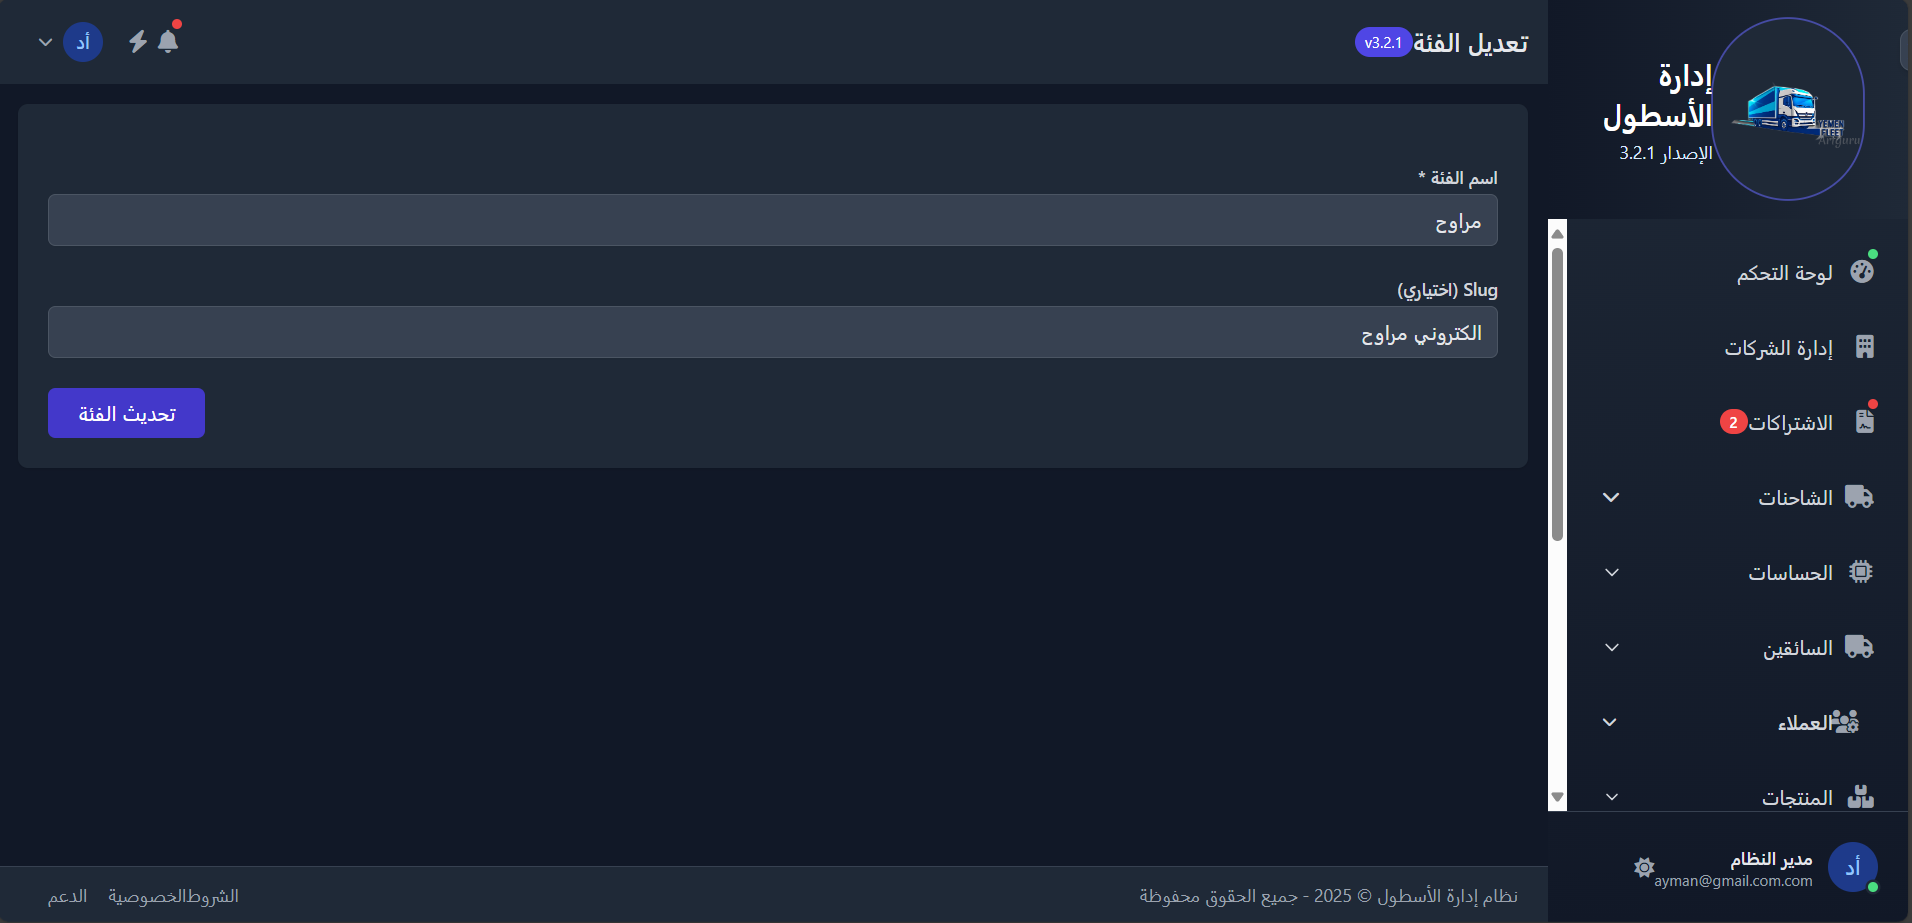 إدارة
الأسطول
الإصدار 3.2.1
YEMEN
FLEET
Arfguru
لوحة التحكم
إدارة الشركات
الاشتراكات 2
الشاحنات
الحساسات
السائقين
العملاء
المنتجات
أد
مدير النظام
ayman@gmail.com.com
تعديل الفئة v3.2.1
أد
اسم الفئة *
مراوح
Slug (اختياري)
الكتروني مراوح
تحديث الفئة
نظام إدارة الأسطول © 2025 - جميع الحقوق محفوظة
الشروط الخصوصية الدعم